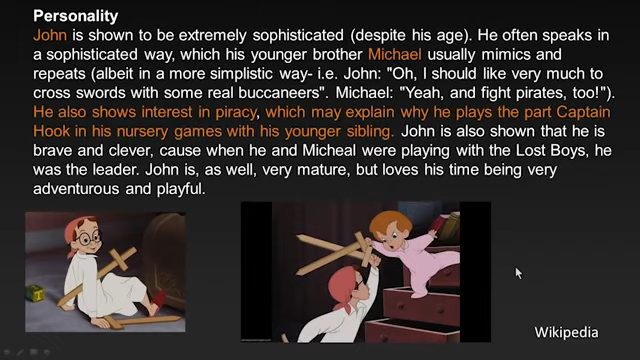 Personality
John is shown to be extremely sophisticated (despite his age). He often speaks in
a sophisticated way, which his younger brother Michael usually mimics and
repeats (albeit in a more simplistic way- i.e. John: "Oh, I should like very much to
cross swords with some real buccaneers". Michael: "Yeah, and fight pirates, too!").
He also shows interest in piracy, which may explain why he plays the part Captain
Hook in his nursery games with his younger sibling. John is also shown that he is
brave and clever, cause when he and Micheal were playing with the Lost Boys, he
was the leader. John is, as well, very mature, but loves his time being very
adventurous and playful.
Wikipedia